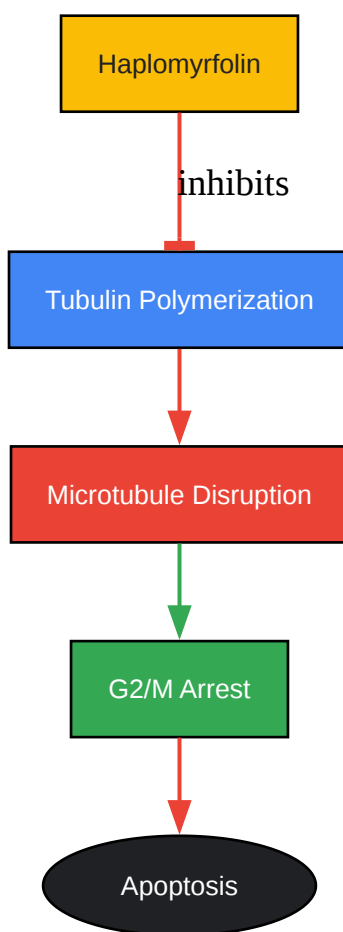 Haplomyrfolin
inhibits
Tubulin Polymerization
Microtubule Disruption
G2/M Arrest
Apoptosis